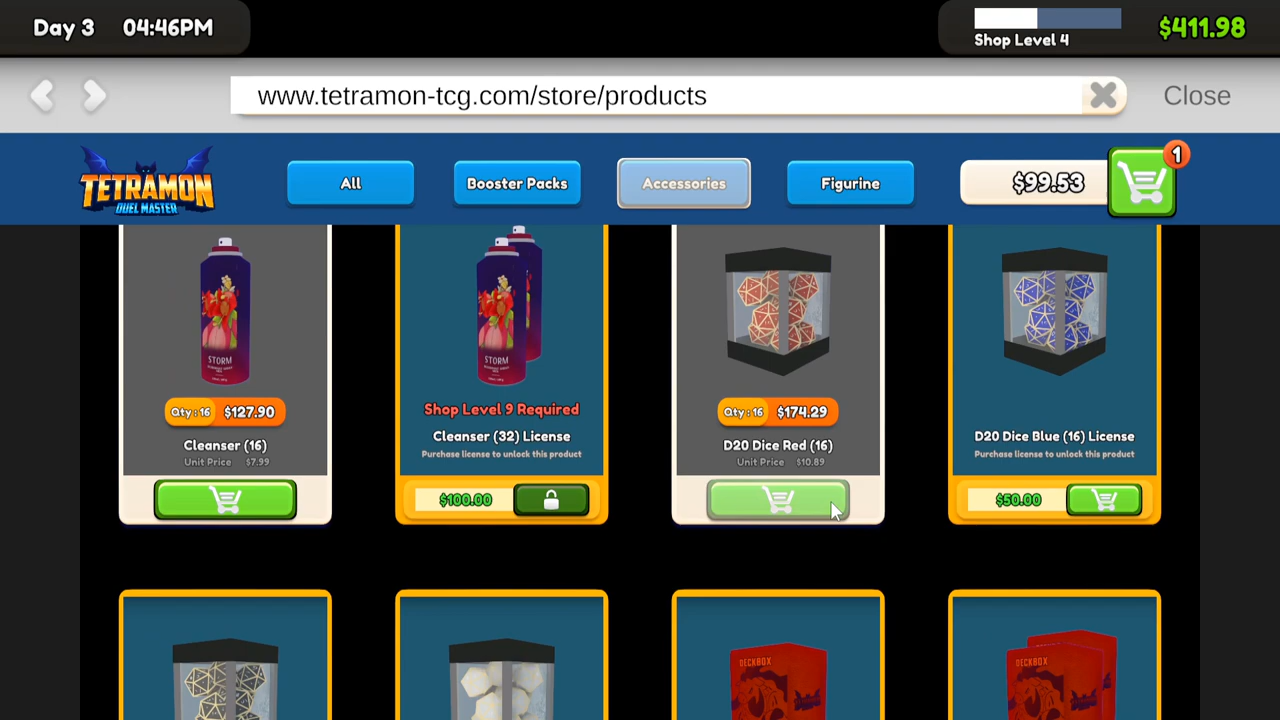 Day 3 04:46PM
Shop Level 4
$411.98
www.tetramon-tcg.com/store/products
Close
TETRAMON
DUEL MASTER
All
Booster Packs
Accessories
Figurine
$99.53
1
STORM
Qty : 16 $127.90
Cleanser (16)
Unit Price $7.99
STORM
Shop Level 9 Required
Cleanser (32) License
Purchase license to unlock this product
$100.00
Qty : 16 $174.29
D20 Dice Red (16)
Unit Price $10.89
D20 Dice Blue (16) License
Purchase license to unlock this product
$50.00
DECKBOX
DECKBOX